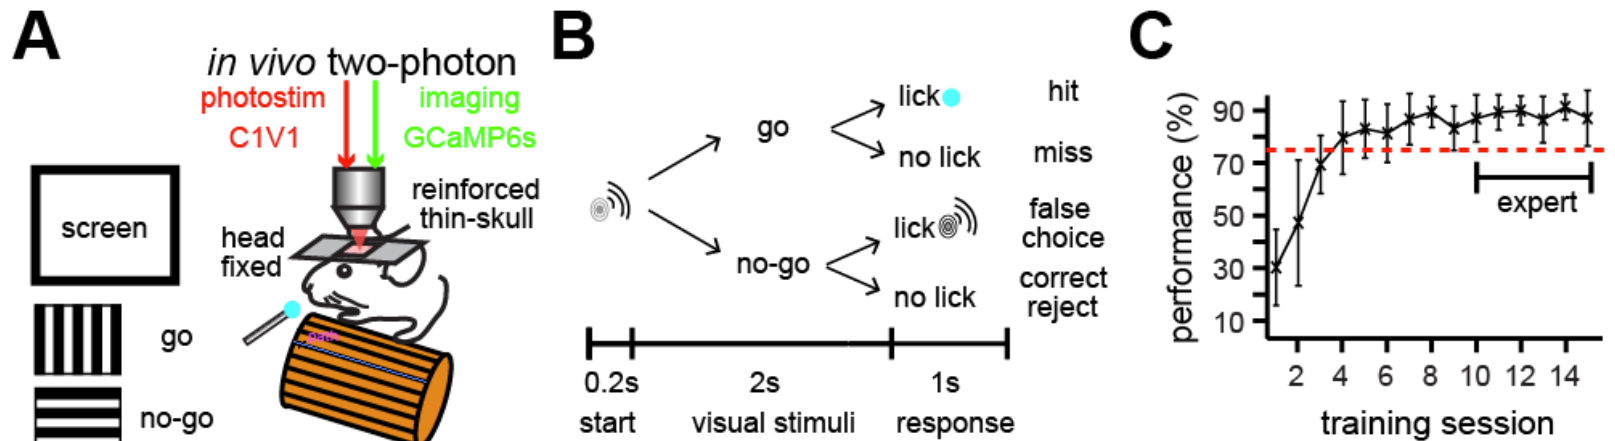 A
in vivo two-photon
photostim
imaging
C1V1
GCaMP6s
reinforced
thin-skull
screen
head
fixed
go
no-go
path
B
lick
hit
go
no lick
miss
lick
false
choice
no-go
no lick
correct
reject
0.2s
2s
1s
start
visual stimuli
response
C
performance (%)
90
70
50
30
10
expert
2 4 6 8 10 12 14
training session